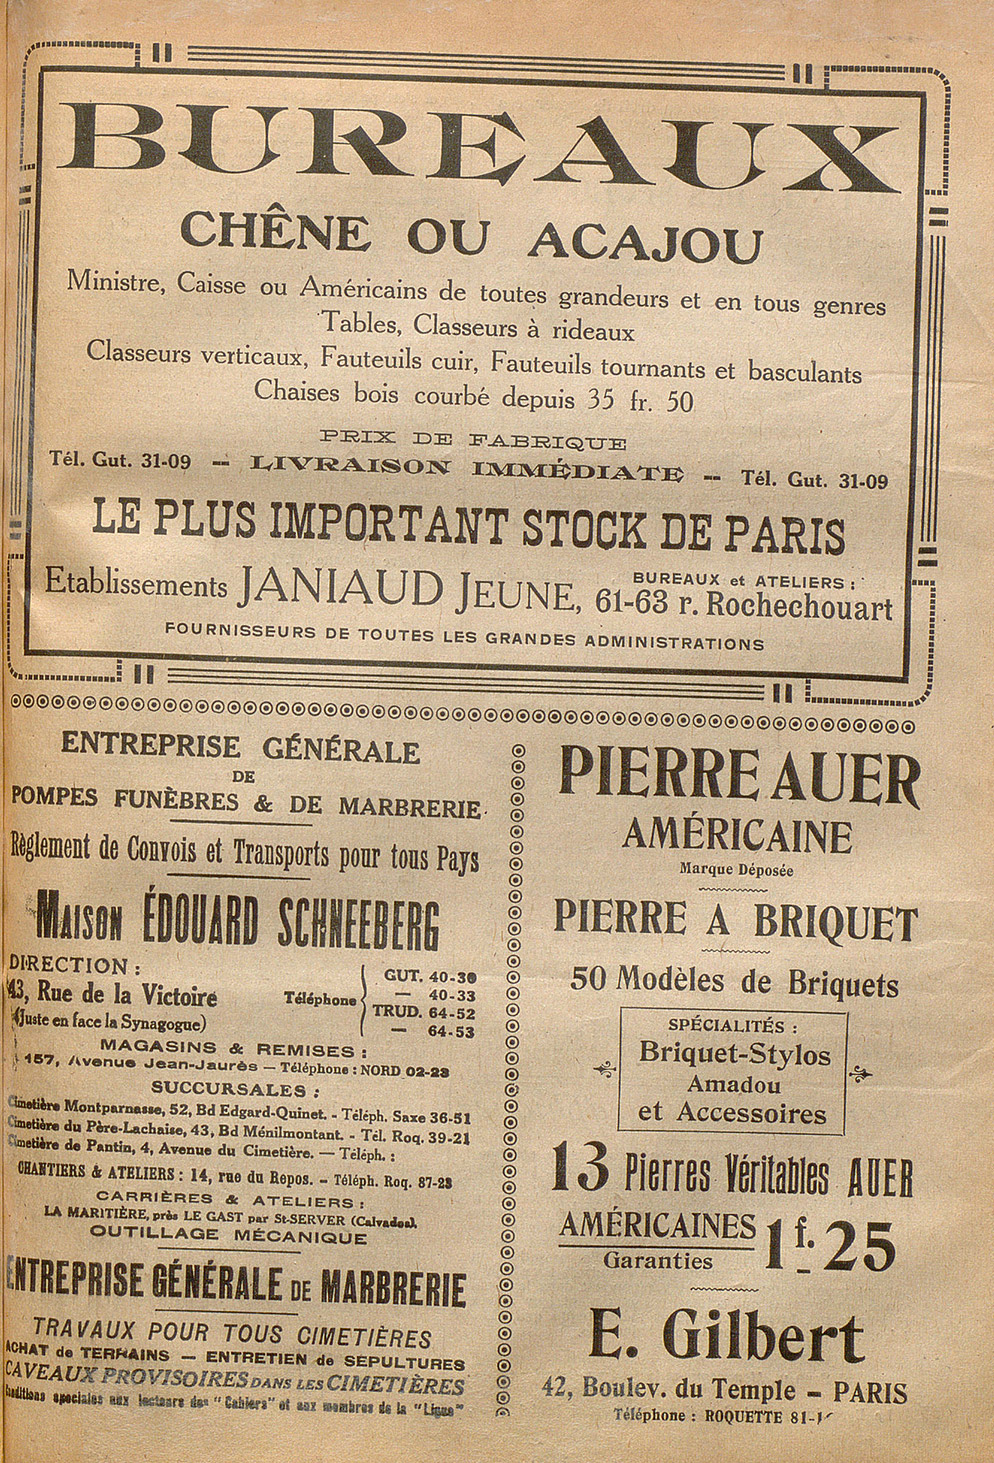 BUREAUX
CHÊNE OU ACAJOU
Ministre, Caisse ou Américains de toutes grandeurs et en tous genres
Tables, Classeurs à rideaux
Classeurs verticaux, Fauteuils cuir, Fauteuils tournants et basculants
Chaises bois courbé depuis 35 fr. 50
PRIX DE FABRIQUE
Tél. Gut. 31-09 -- LIVRAISON IMMÉDIATE -- Tél. Gut. 31-09
LE PLUS IMPORTANT STOCK DE PARIS
Etablissements JANIAUD JEUNE, BUREAUX et ATELIERS :
61-63 r. Rochechouart
FOURNISSEURS DE TOUTES LES GRANDES ADMINISTRATIONS
ENTREPRISE GÉNÉRALE
DE
POMPES FUNÈBRES & DE MARBRERIE
Règlement de Convois et Transports pour tous Pays
MAISON ÉDOUARD SCHNEEBERG
DIRECTION :
43, Rue de la Victoire
(Juste en face la Synagogue)
Téléphone
GUT. 40-30
— 40-33
TRUD. 64-52
— 64-53
MAGASINS & REMISES :
157, Avenue Jean-Jaurès — Téléphone : NORD 02-23
SUCCURSALES :
Cimetière Montparnasse, 52, Bd Edgard-Quinet. - Téléph. Saxe 36-51
Cimetière du Père-Lachaise, 43, Bd Ménilmontant. - Tél. Roq. 39-21
Cimetière de Pantin, 4, Avenue du Cimetière. — Téléph. :
CHANTIERS & ATELIERS : 14, rue du Repos. - Téléph. Roq. 87-23
CARRIÈRES & ATELIERS :
LA MARITIÈRE, près LE GAST par St-SERVER (Calvados).
OUTILLAGE MÉCANIQUE
ENTREPRISE GÉNÉRALE DE MARBRERIE
TRAVAUX POUR TOUS CIMETIÈRES
ACHAT de TERRAINS — ENTRETIEN de SÉPULTURES
CAVEAUX PROVISOIRES DANS LES CIMETIÈRES
Conditions spéciales aux lecteurs des "Cahiers" et aux membres de la "Ligue"
PIERRE AUER
AMÉRICAINE
Marque Déposée
PIERRE A BRIQUET
50 Modèles de Briquets
SPÉCIALITÉS :
Briquet-Stylos
Amadou
et Accessoires
13 Pierres Véritables AUER
AMÉRICAINES
Garanties
1 f. 25
E. Gilbert
42, Boulev. du Temple — PARIS
Téléphone : ROQUETTE